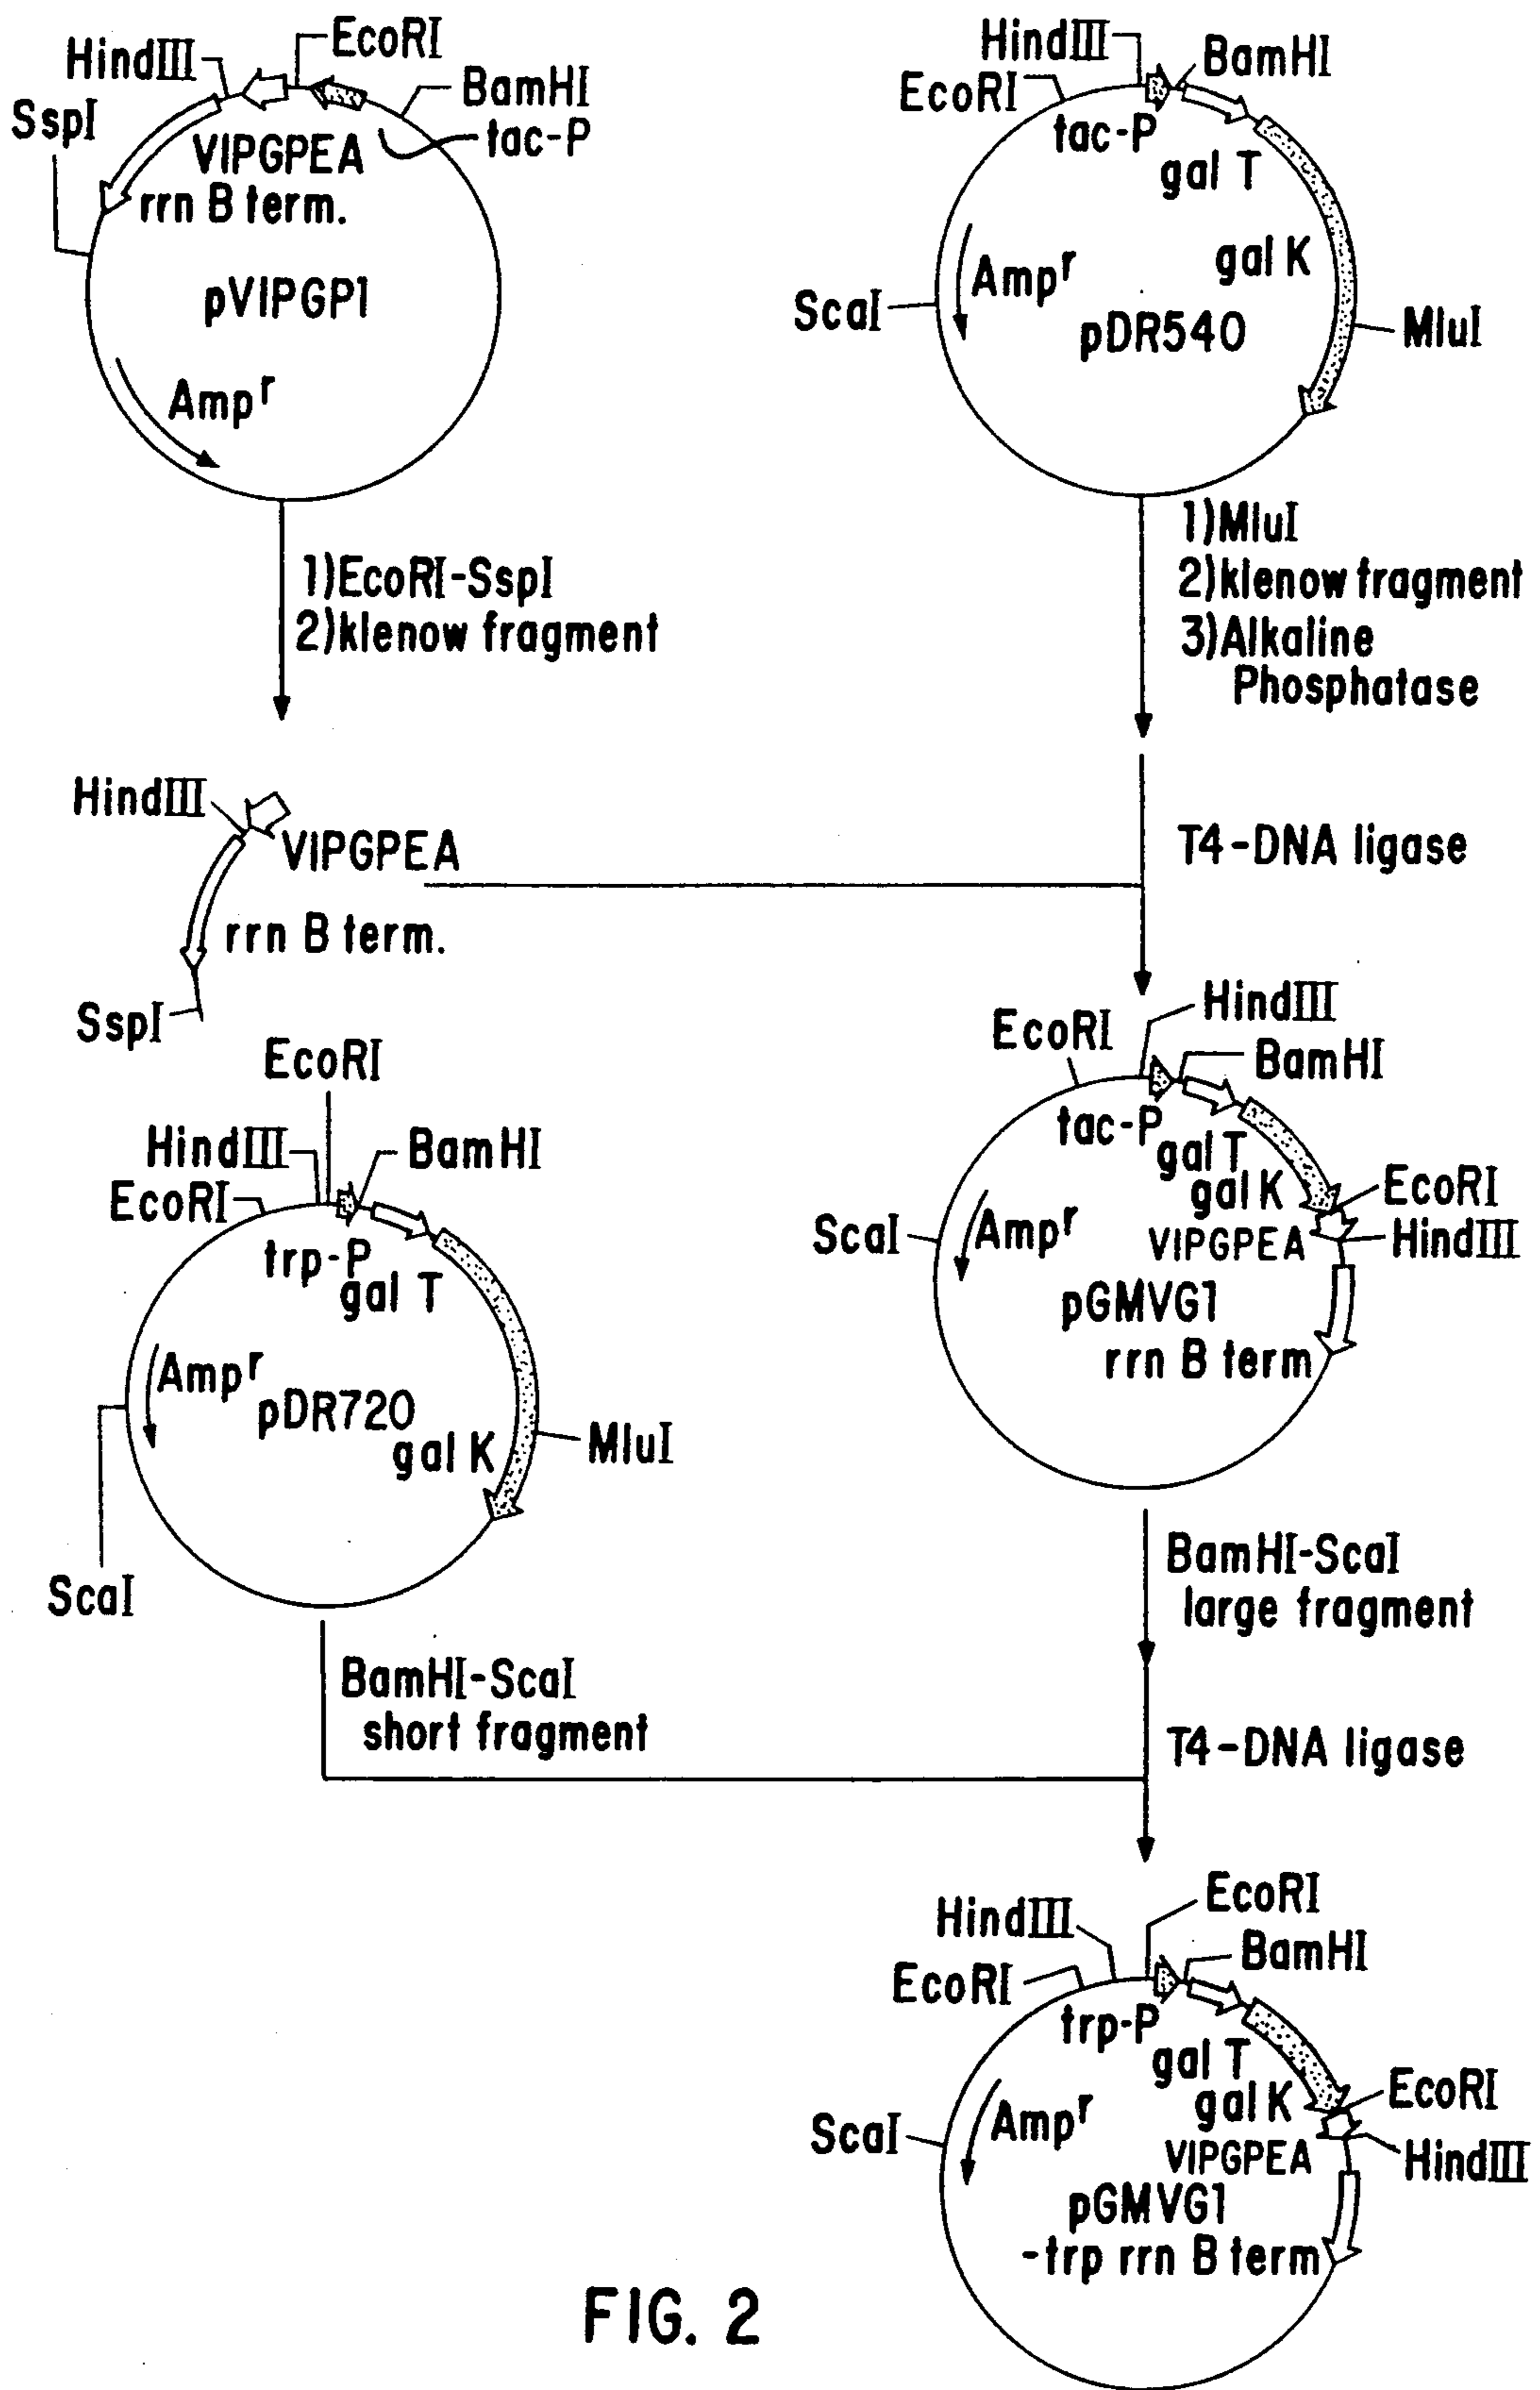 HindIII
EcoRI
BamHI
SspI
tac-P
VIPGPEA
rrn B term.
pVIPGP1
Ampr
HindIII
BamHI
EcoRI
tac-P
gal T
gal K
Ampr
ScaI
pDR540
MluI
1)EcoRI-SspI
2)klenow fragment
1)MluI
2)klenow fragment
3)Alkaline
Phosphatase
HindIII
VIPGPEA
rrn B term.
SspI
T4-DNA ligase
EcoRI
HindIII
BamHI
EcoRI
trp-P
gal T
Ampr
pDR720
gal K
MluI
ScaI
HindIII
EcoRI
BamHI
tac-P
gal T
gal K
EcoRI
ScaI
Ampr
VIPGPEA
HindIII
pGMVG1
rrn B term
BamHI-ScaI
large fragment
BamHI-ScaI
short fragment
T4-DNA ligase
EcoRI
HindIII
BamHI
EcoRI
trp-P
gal T
gal K
EcoRI
ScaI
Ampr
VIPGPEA
HindIII
pGMVG1
-trp rrn B term
FIG. 2